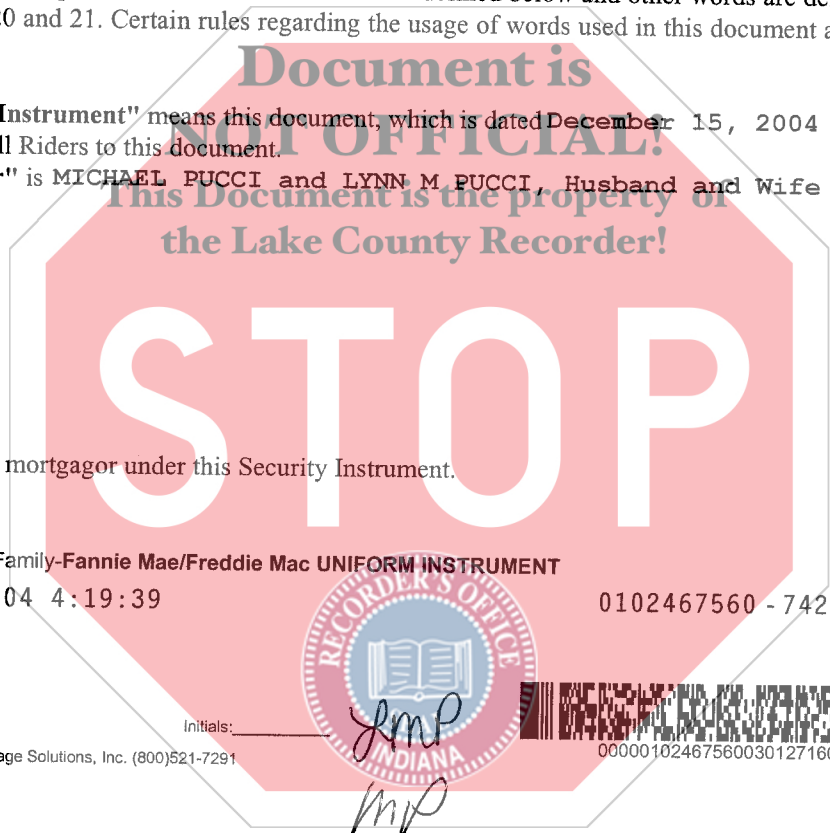 20 and 21. Certain rules regarding the usage of words used in this document a
Document is
Instrument" means this document, which is dated December 15, 2004
NOT OFFICIAL!
ll Riders to this document.
" is MICHAEL PUCCI and LYNN M PUCCI, Husband and Wife
This Document is the property of
the Lake County Recorder!
STOP
mortgagor under this Security Instrument.
Family-Fannie Mae/Freddie Mac UNIFORM INSTRUMENT
04 4:19:39
0102467560 - 742
RECORDER'S OFFICE
SEAL
INDIANA
Initials:
LMP
age Solutions, Inc. (800)521-7291
00000102467560030127160
MP